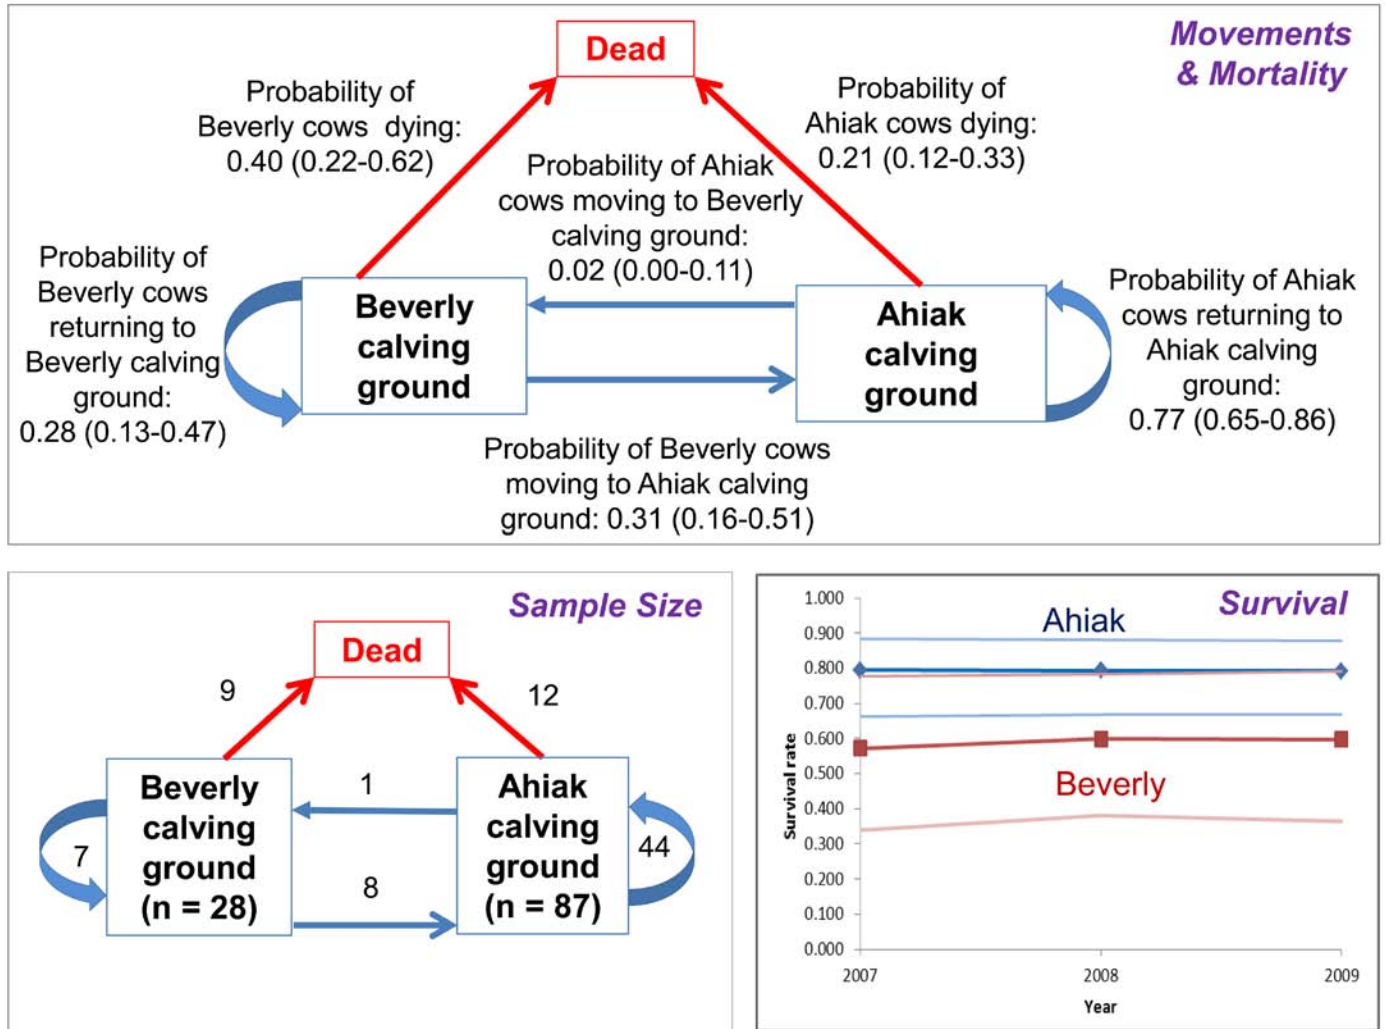 Movements
& Mortality
Dead
Probability of
Beverly cows dying:
0.40 (0.22-0.62)
Probability of
Ahiak cows dying:
0.21 (0.12-0.33)
Probability of Ahiak
cows moving to Beverly
calving ground:
0.02 (0.00-0.11)
Probability of
Beverly cows
returning to
Beverly calving
ground:
0.28 (0.13-0.47)
Beverly
calving
ground
Ahiak
calving
ground
Probability of Ahiak
cows returning to
Ahiak calving
ground:
0.77 (0.65-0.86)
Probability of Beverly cows
moving to Ahiak calving
ground: 0.31 (0.16-0.51)
Sample Size
Dead
9
12
Beverly
calving
ground
(n = 28)
1
8
Ahiak
calving
ground
(n = 87)
7
44
Survival
Ahiak
Beverly
Survival rate
1.000
0.900
0.800
0.700
0.600
0.500
0.400
0.300
0.200
0.100
0.000
2007
2008
2009
Year